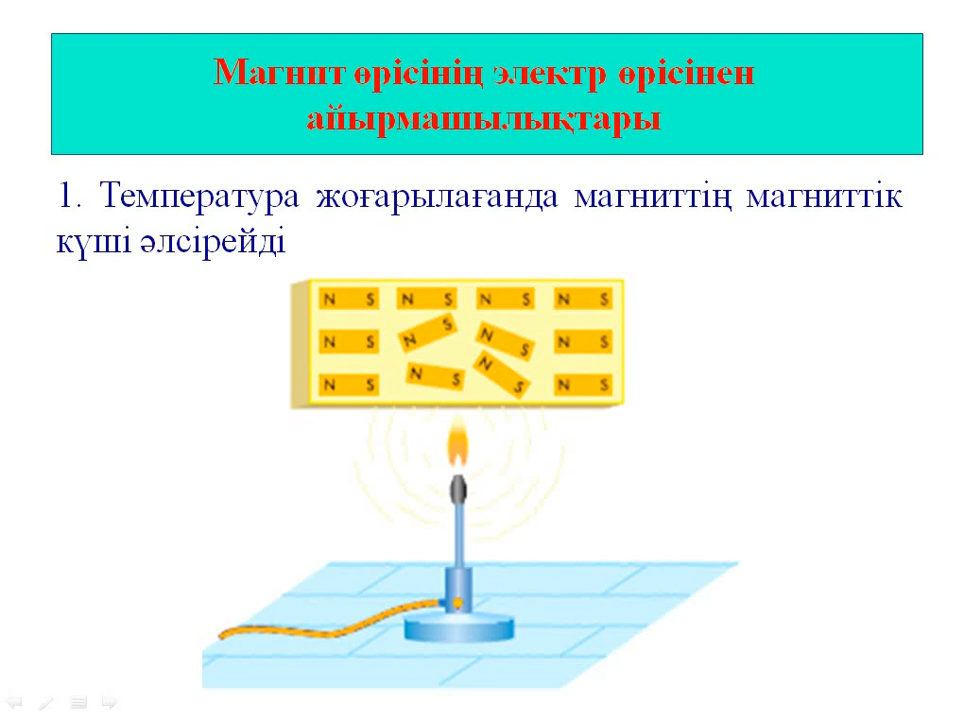 Магнит өрісінің электр өрісінен
айырмашылықтары
1. Температура жоғарылағанда магниттің магниттік
күші әлсірейді
N S N S N S N S
N S N S N S N S
N S N S N S N S